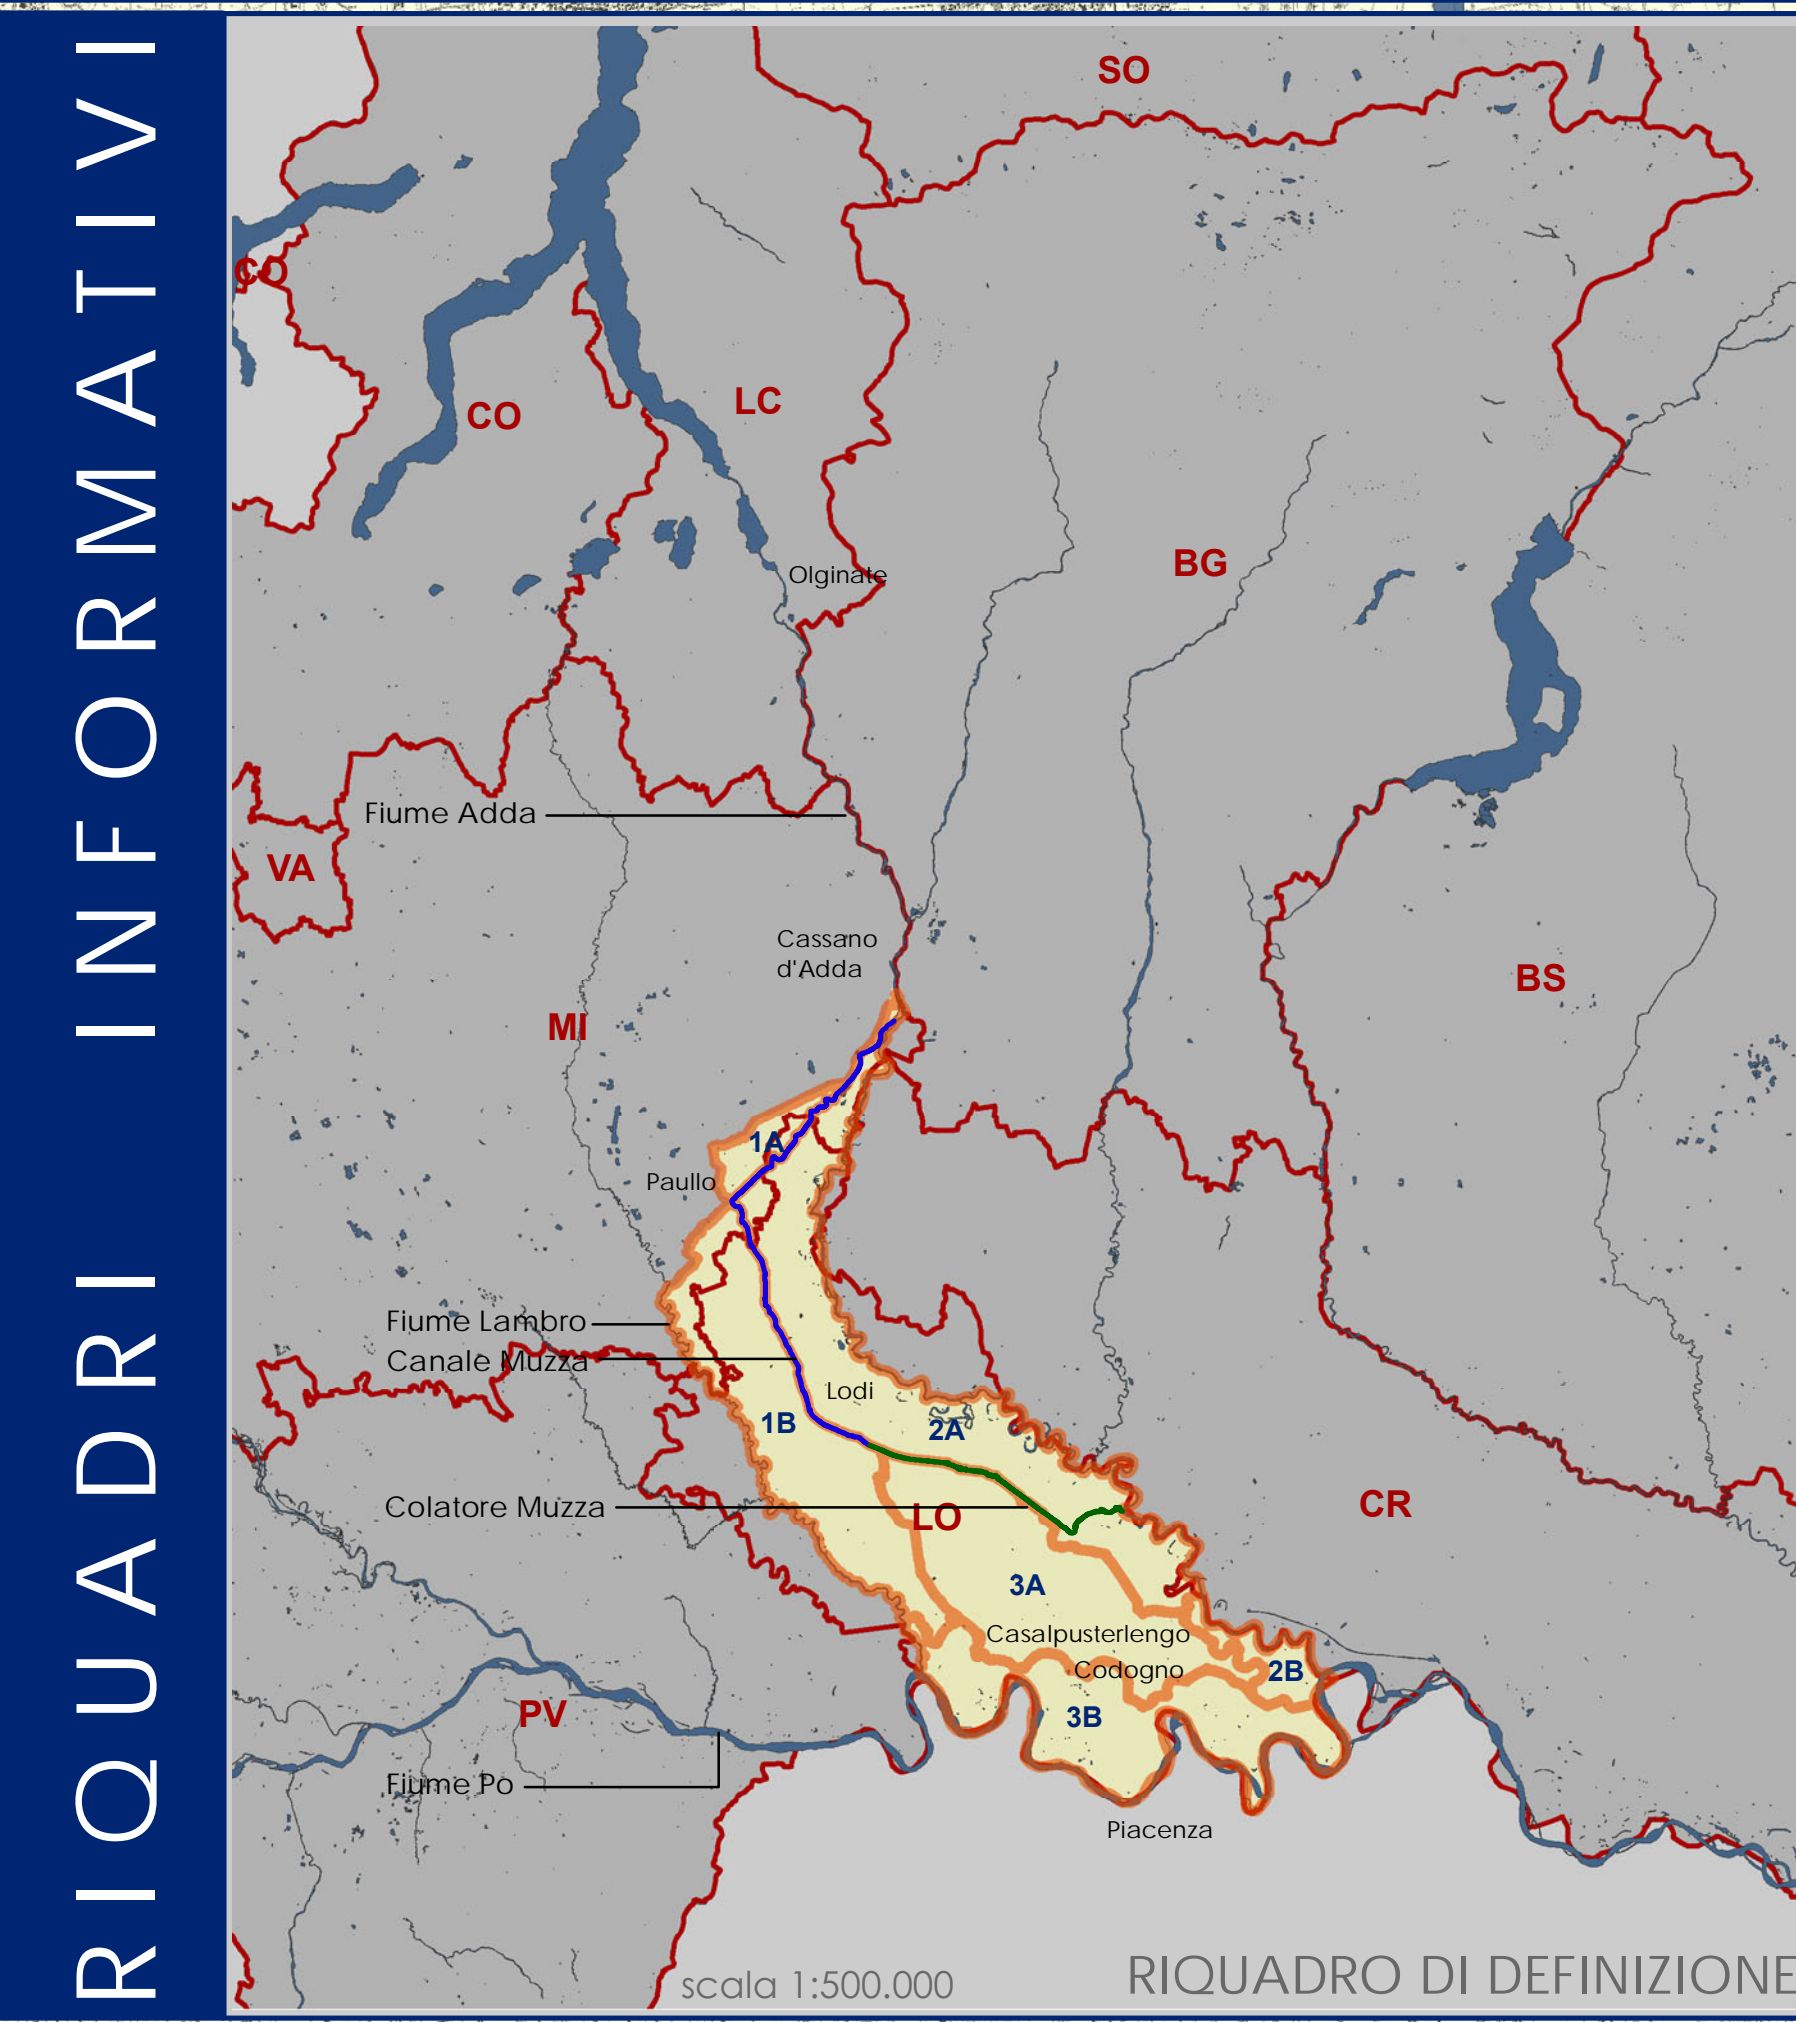 RIQUADRI INFORMATIVI
SO
CO
LC
CO
Olginate
BG
Fiume Adda
VA
Cassano
d'Adda
BS
MI
1A
Paullo
Fiume Lambro
Canale Muzza
Lodi
1B
2A
Colatore Muzza
LO
CR
3A
Casalpusterlengo
Codogno
2B
PV
3B
Fiume Po
Piacenza
scala 1:500.000
RIQUADRO DI DEFINIZIONE